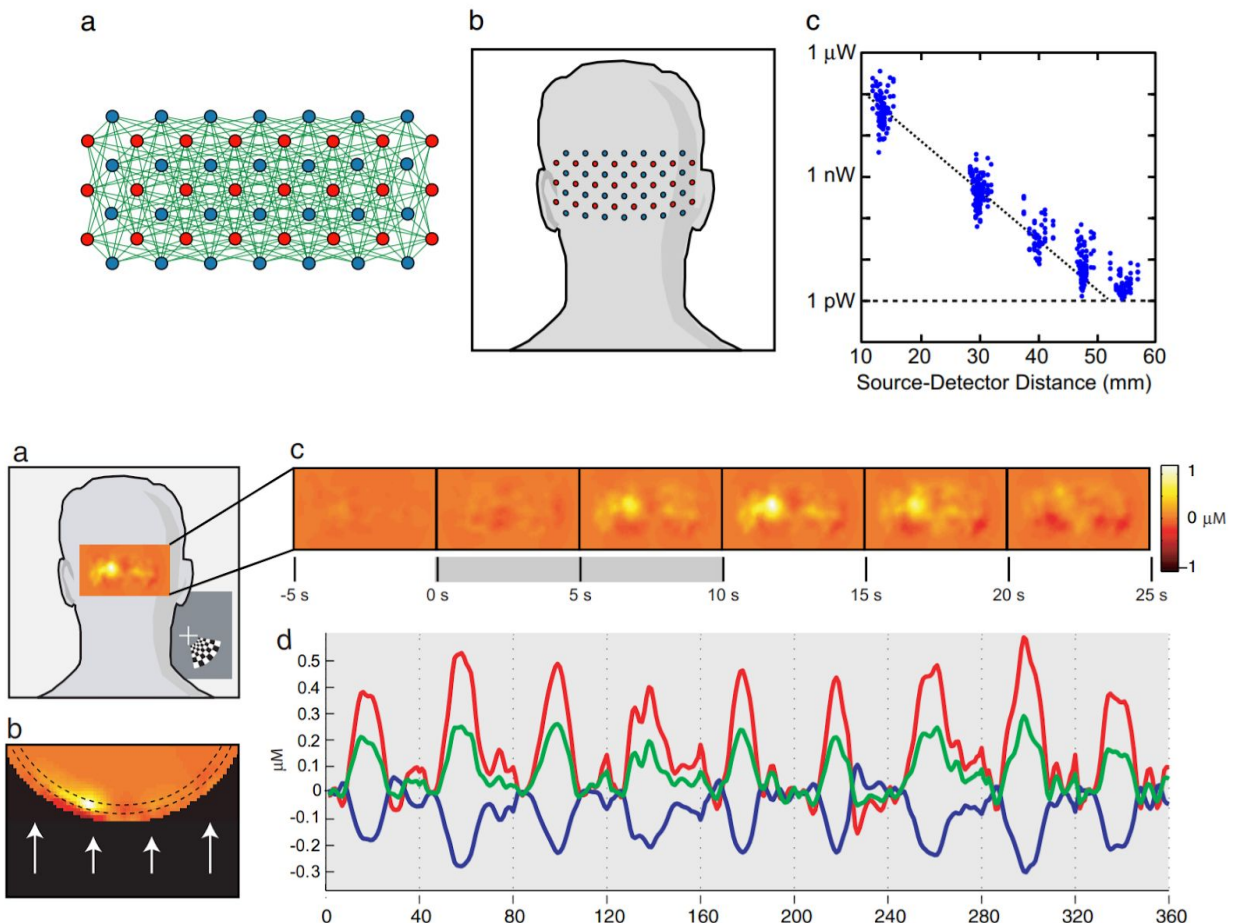 a
b
c
1 μW
1 nW
1 pW
10 20 30 40 50 60
Source-Detector Distance (mm)
a
c
1
0 μM
-1
-5 s 0 s 5 s 10 s 15 s 20 s 25 s
b
d
0.5
0.4
0.3
0.2
0.1
0
-0.1
-0.2
-0.3
μM
0 40 80 120 160 200 240 280 320 360